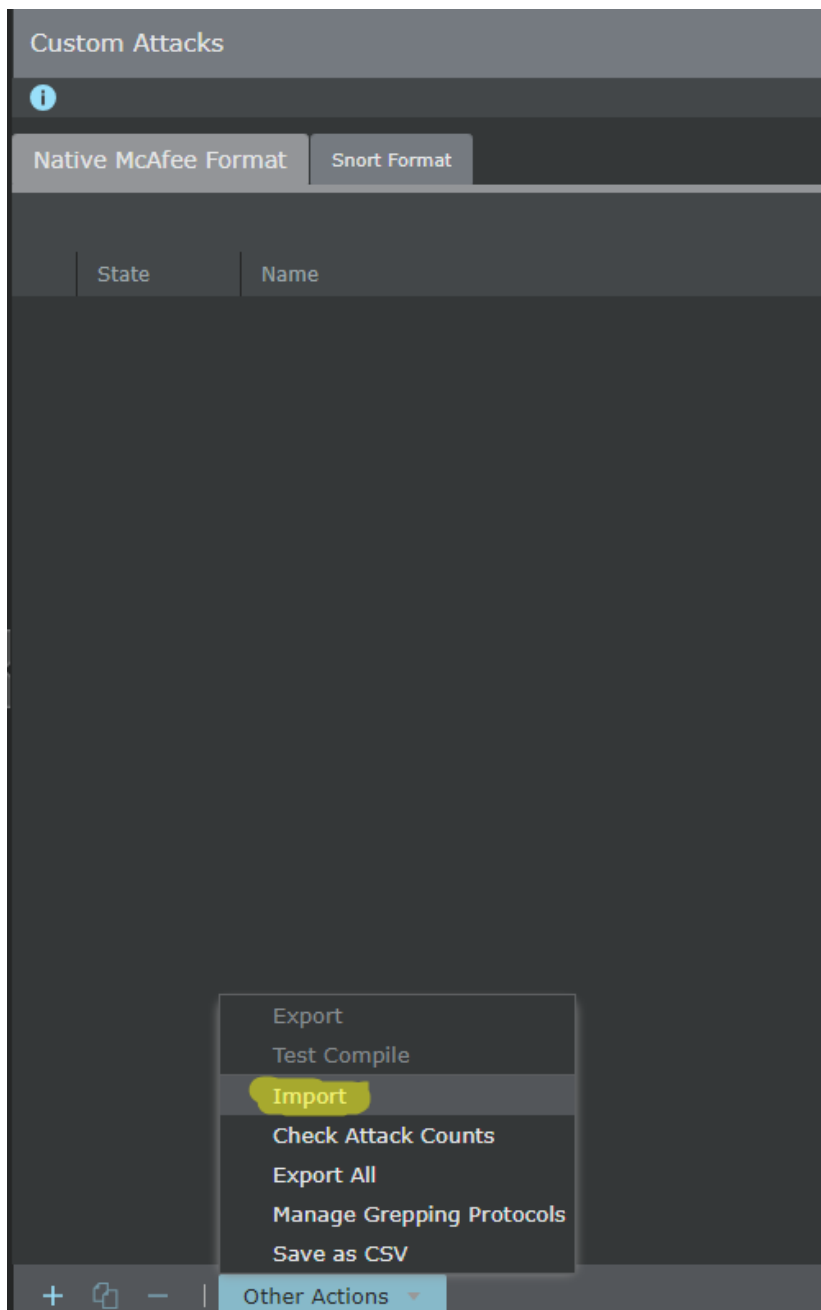 Custom Attacks
Native McAfee Format Snort Format
State Name
Export
Test Compile
Import
Check Attack Counts
Export All
Manage Grepping Protocols
Save as CSV
Other Actions